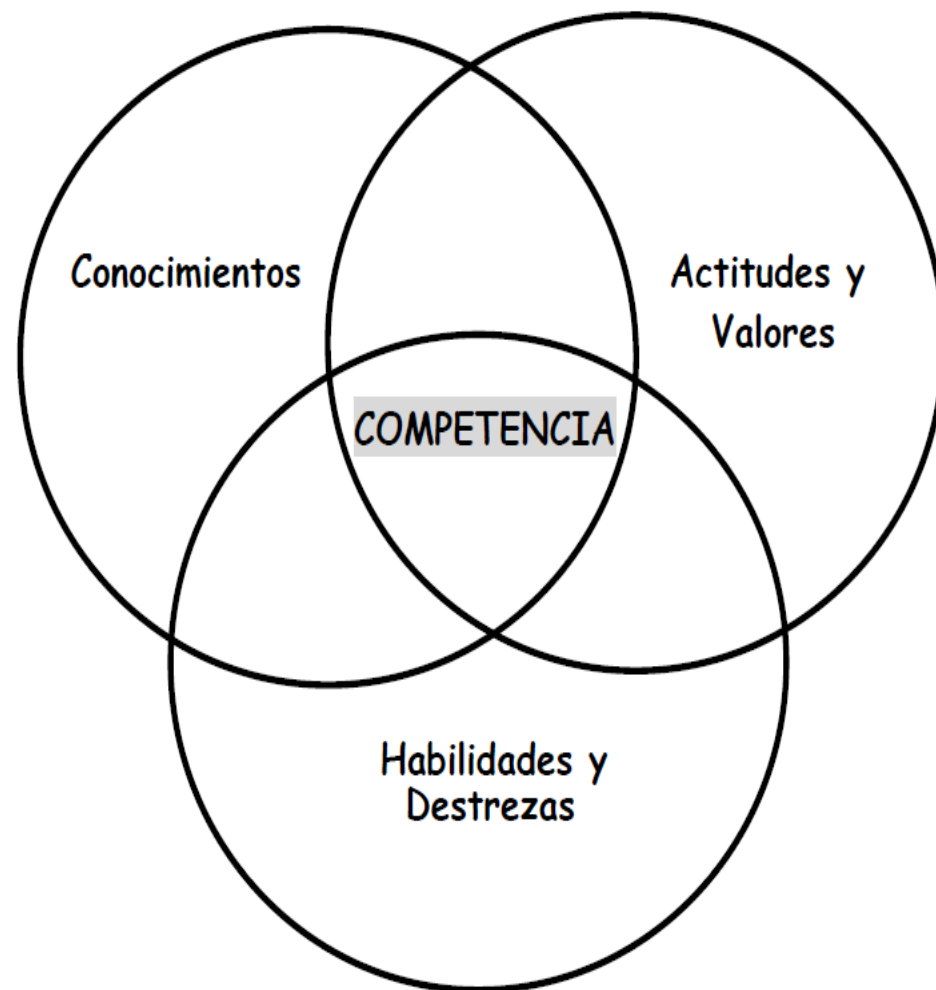 Conocimientos
Actitudes y
Valores
COMPETENCIA
Habilidades y
Destrezas